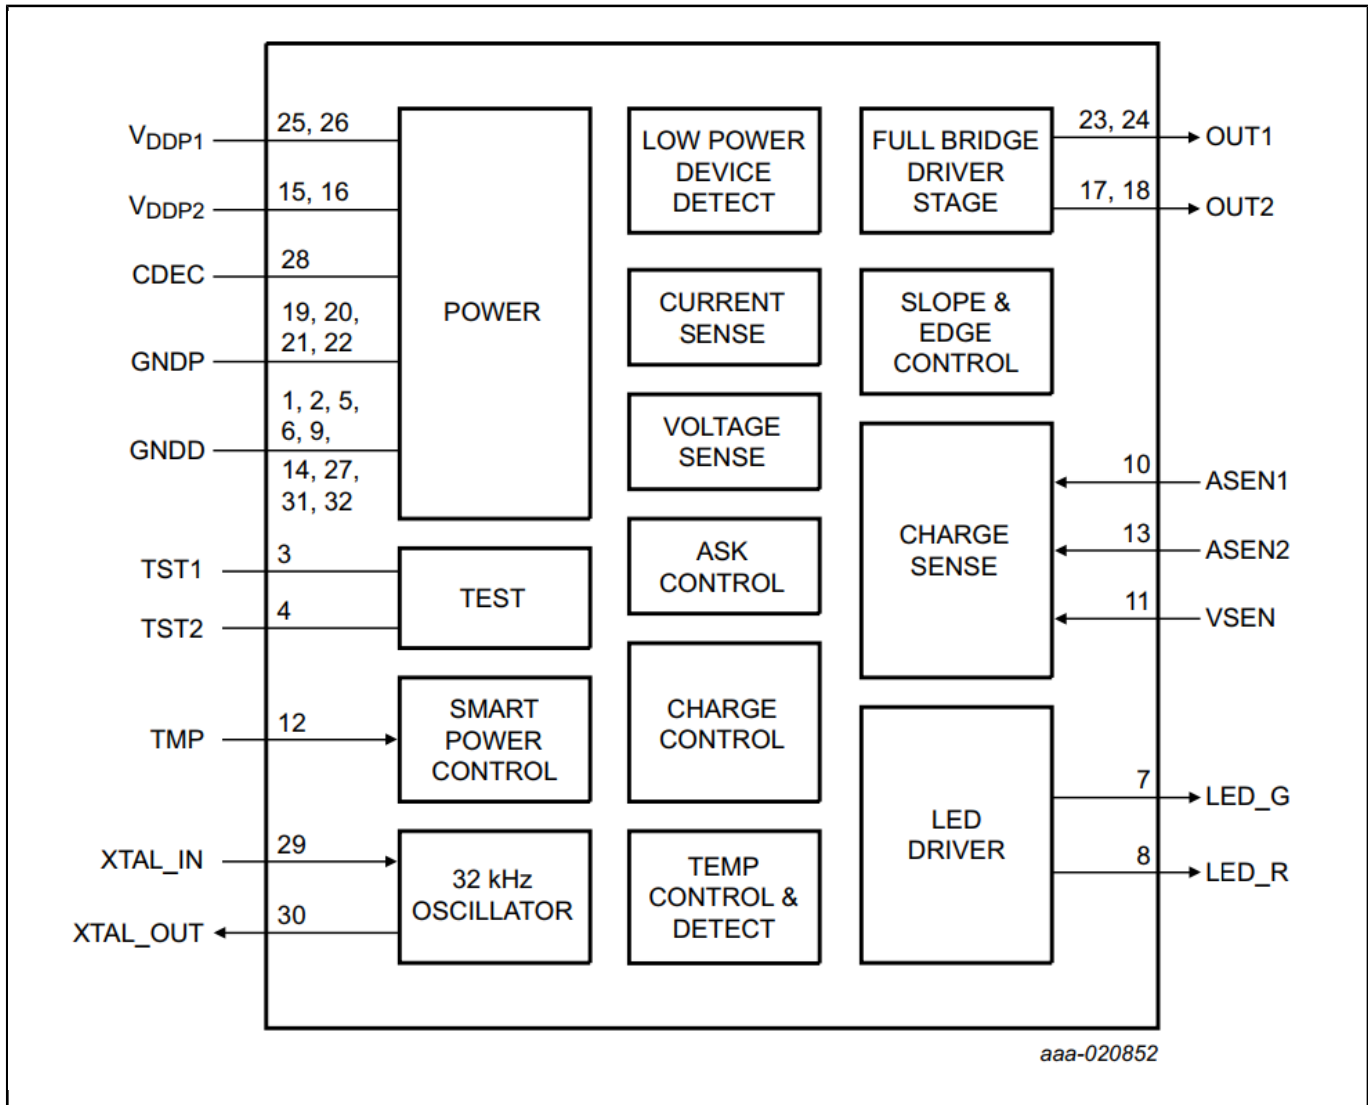 VDDP1
25, 26
VDDP2
15, 16
CDEC
28
GNDP
19, 20,
21, 22
GNDD
1, 2, 5,
6, 9,
14, 27,
31, 32
POWER
TST1
3
TST2
4
TEST
TMP
12
SMART
POWER
CONTROL
XTAL_IN
29
XTAL_OUT
30
32 kHz
OSCILLATOR
LOW POWER
DEVICE
DETECT
CURRENT
SENSE
VOLTAGE
SENSE
ASK
CONTROL
CHARGE
CONTROL
TEMP
CONTROL &
DETECT
FULL BRIDGE
DRIVER
STAGE
23, 24
OUT1
17, 18
OUT2
SLOPE &
EDGE
CONTROL
CHARGE
SENSE
10
ASEN1
13
ASEN2
11
VSEN
LED
DRIVER
7
LED_G
8
LED_R
aaa-020852